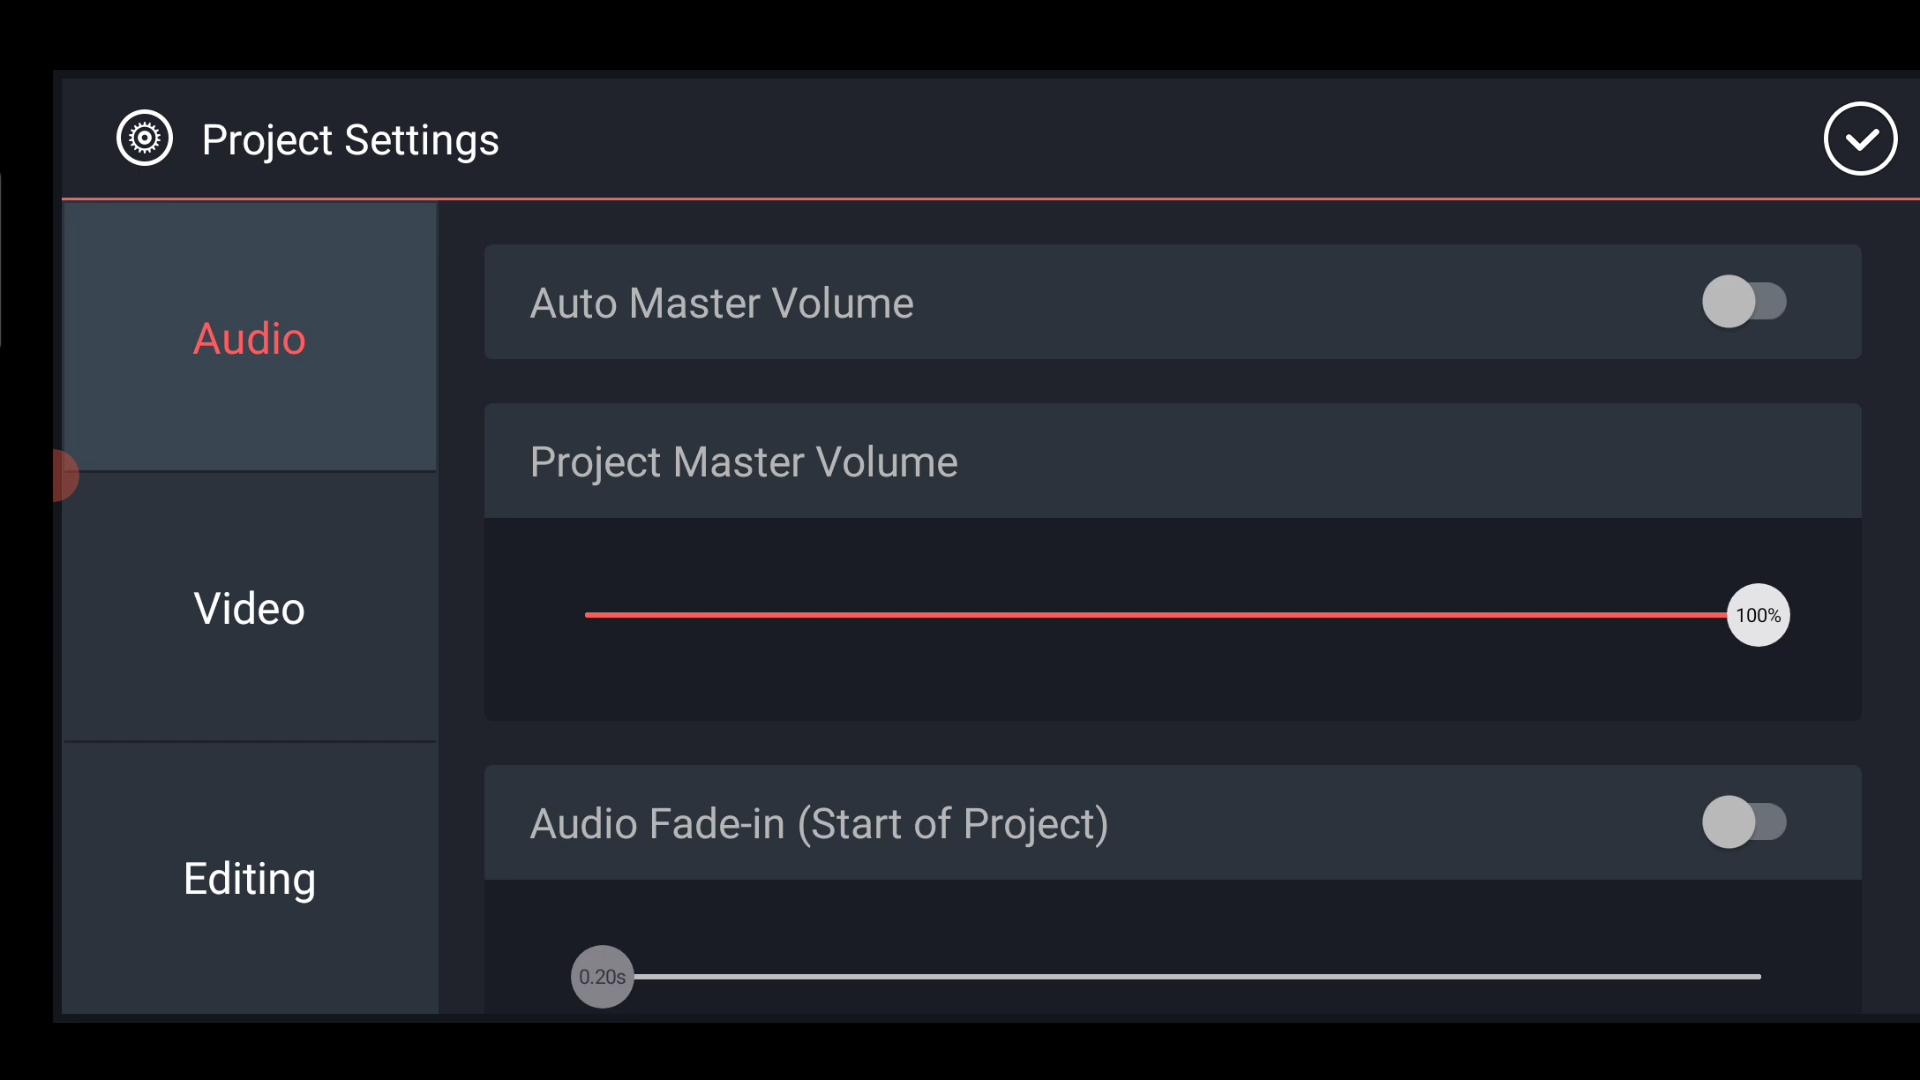 Project Settings
Audio
Video
Editing
Auto Master Volume
Project Master Volume
100%
Audio Fade-in (Start of Project)
0.20s